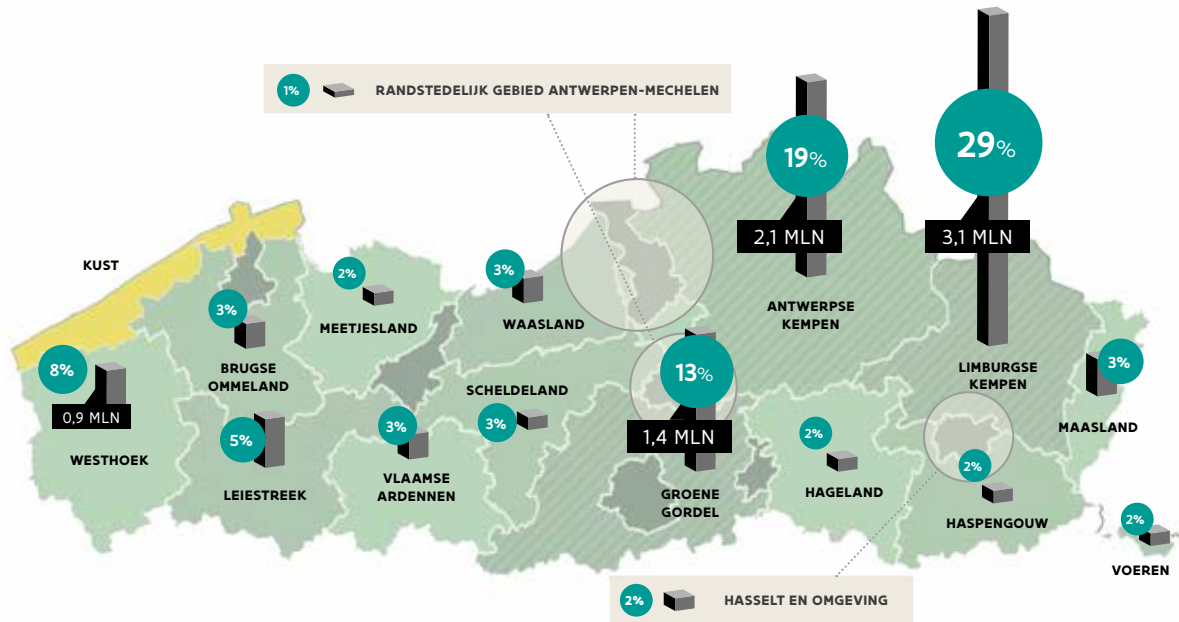 1% RANDSTEDELIJK GEBIED ANTWERPEN-MECHELEN
19%
2,1 MLN
ANTWERPSE
KEMPEN
29%
3,1 MLN
LIMBURGSE
KEMPEN
KUST
3%
BRUGSE
OMMELAND
2%
MEETJESLAND
3%
WAASLAND
8%
0,9 MLN
WESTHOEK
5%
LEIESTREEK
3%
VLAAMSE
ARDENNEN
SCHELDELAND
3%
13%
1,4 MLN
GROENE
GORDEL
2%
HAGELAND
2%
HASPENGOUW
3%
MAASLAND
2%
VOEREN
2% HASSELT EN OMGEVING